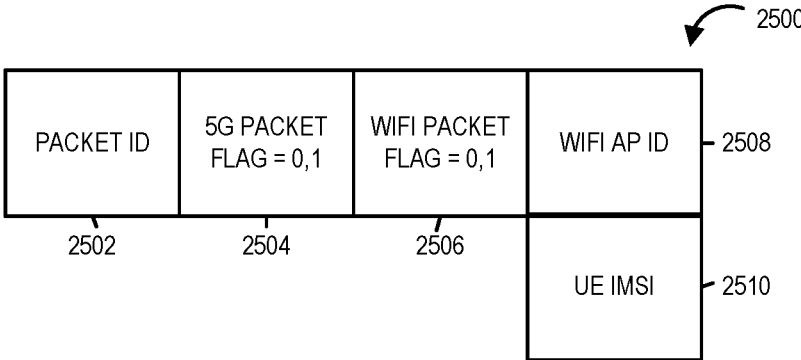 2500
PACKET ID
5G PACKET
FLAG = 0,1
WIFI PACKET
FLAG = 0,1
WIFI AP ID
2508
2502
2504
2506
UE IMSI
2510